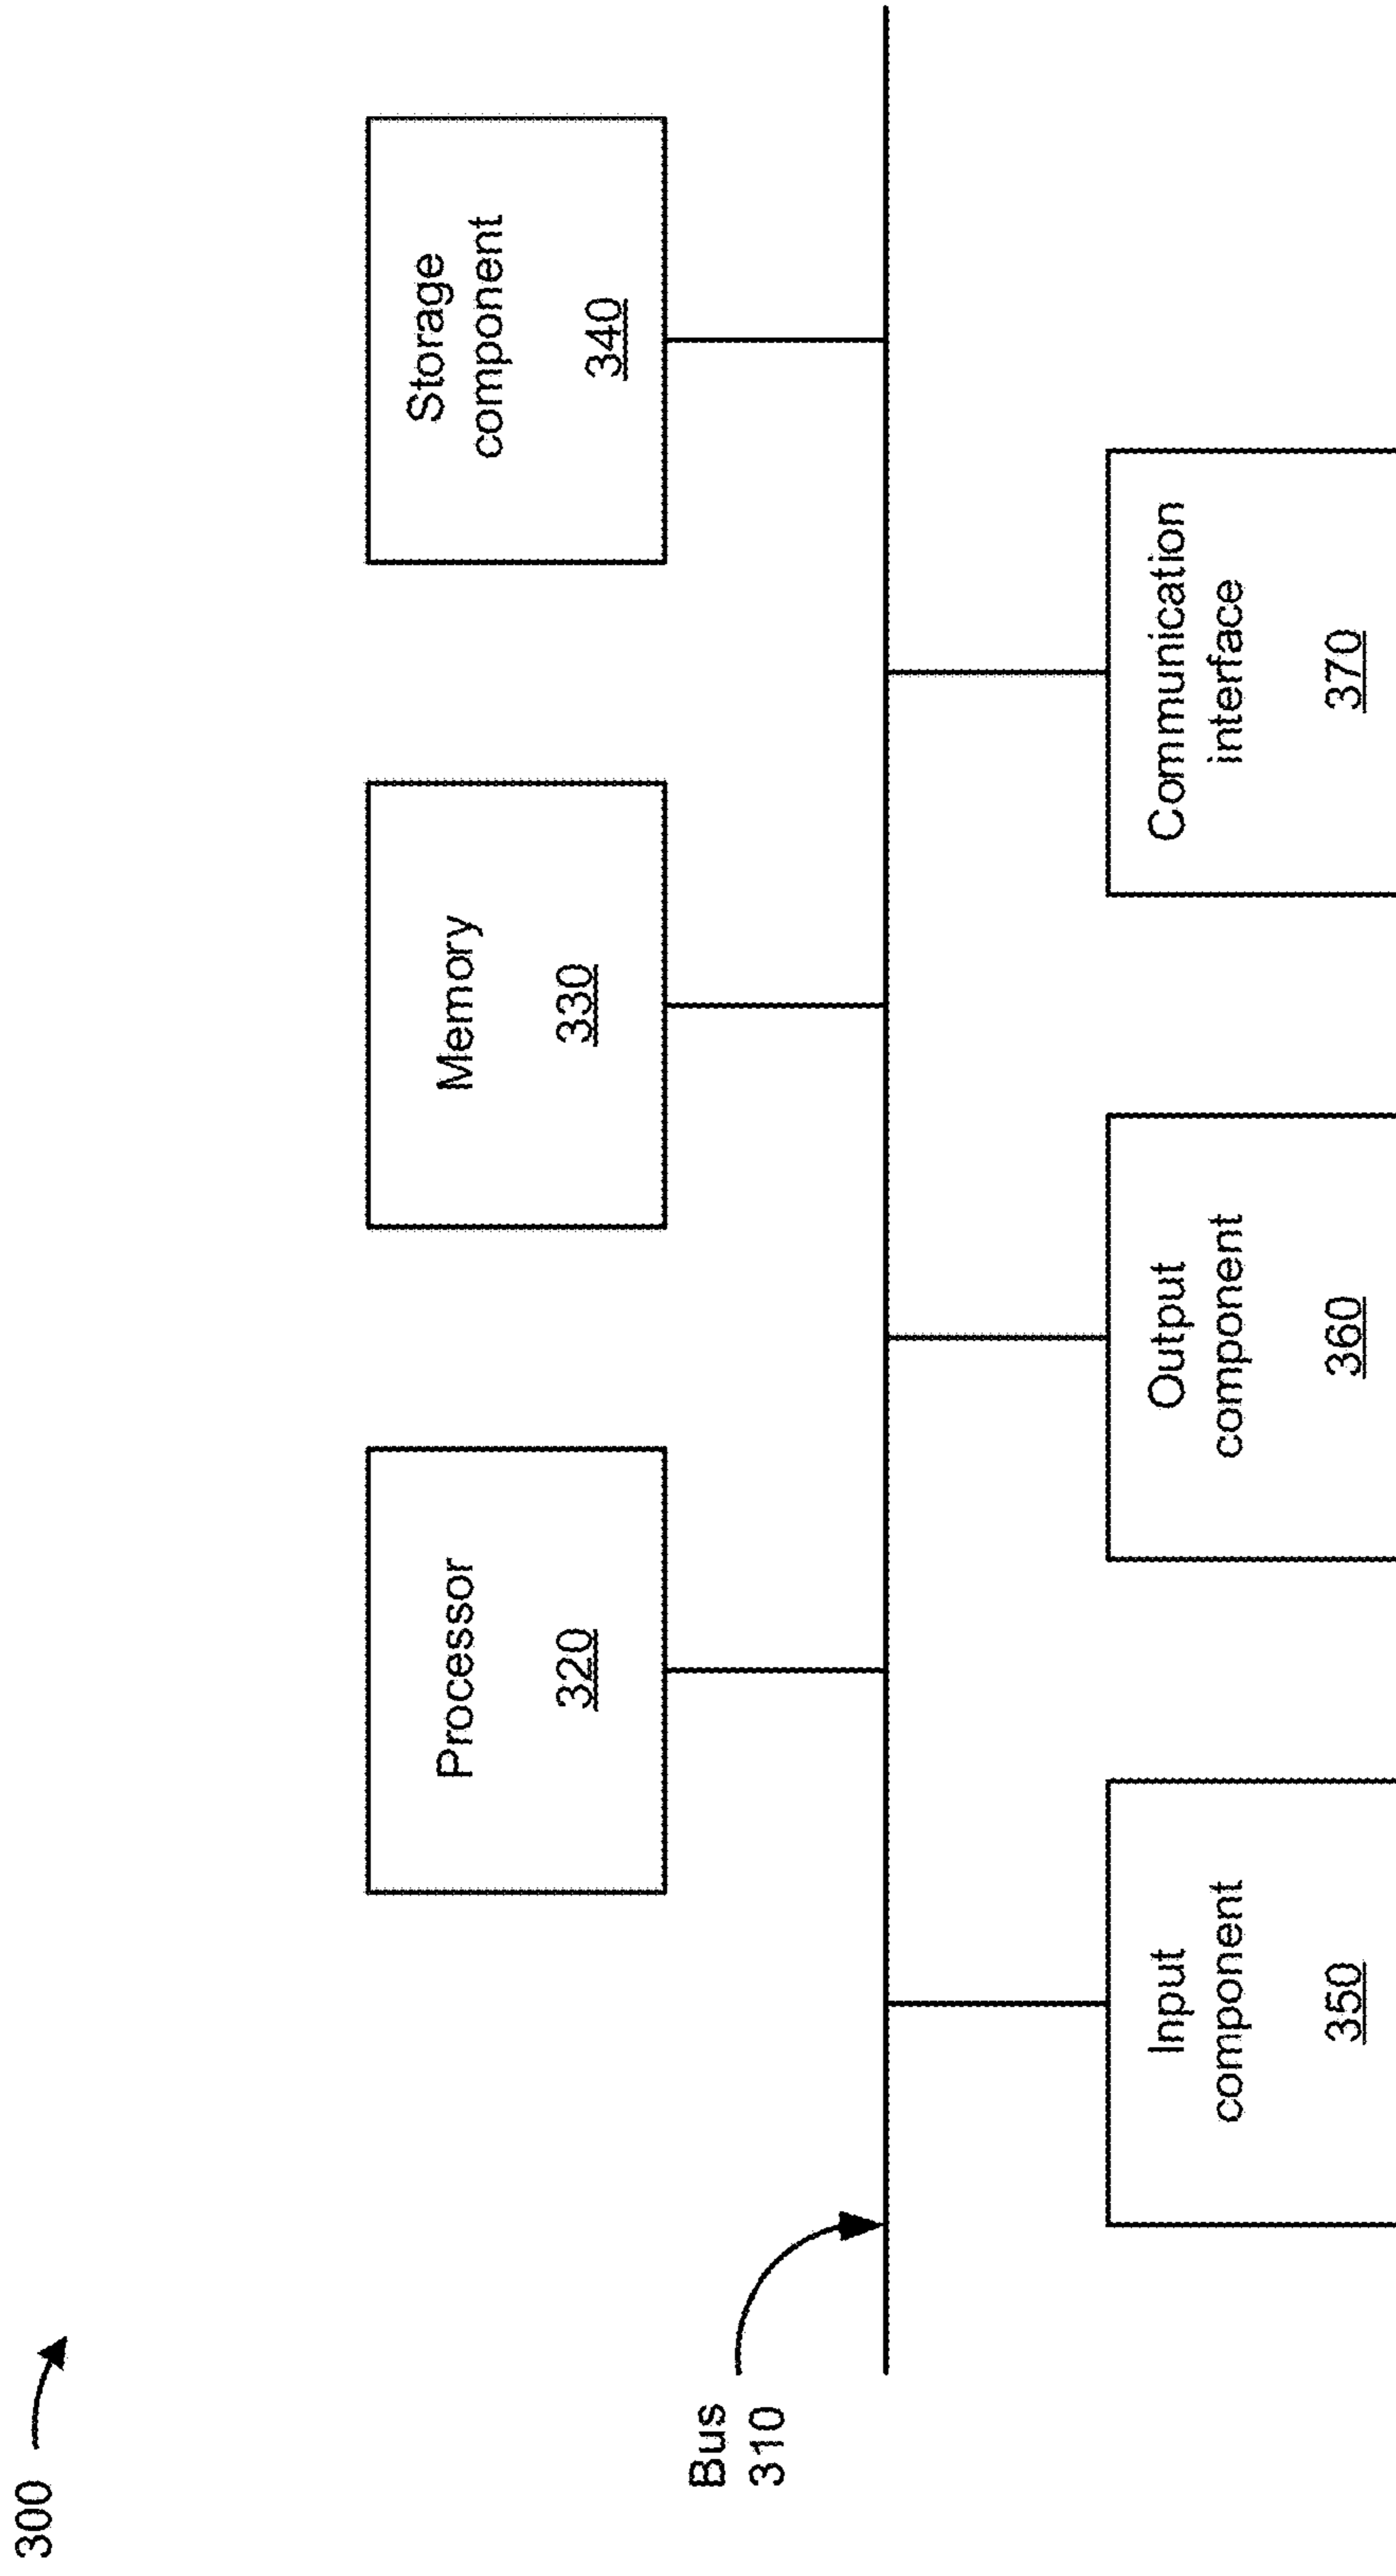 300
Processor
320
Memory
330
Storage
component
340
Bus
310
Input
component
350
Output
component
360
Communication
interface
370